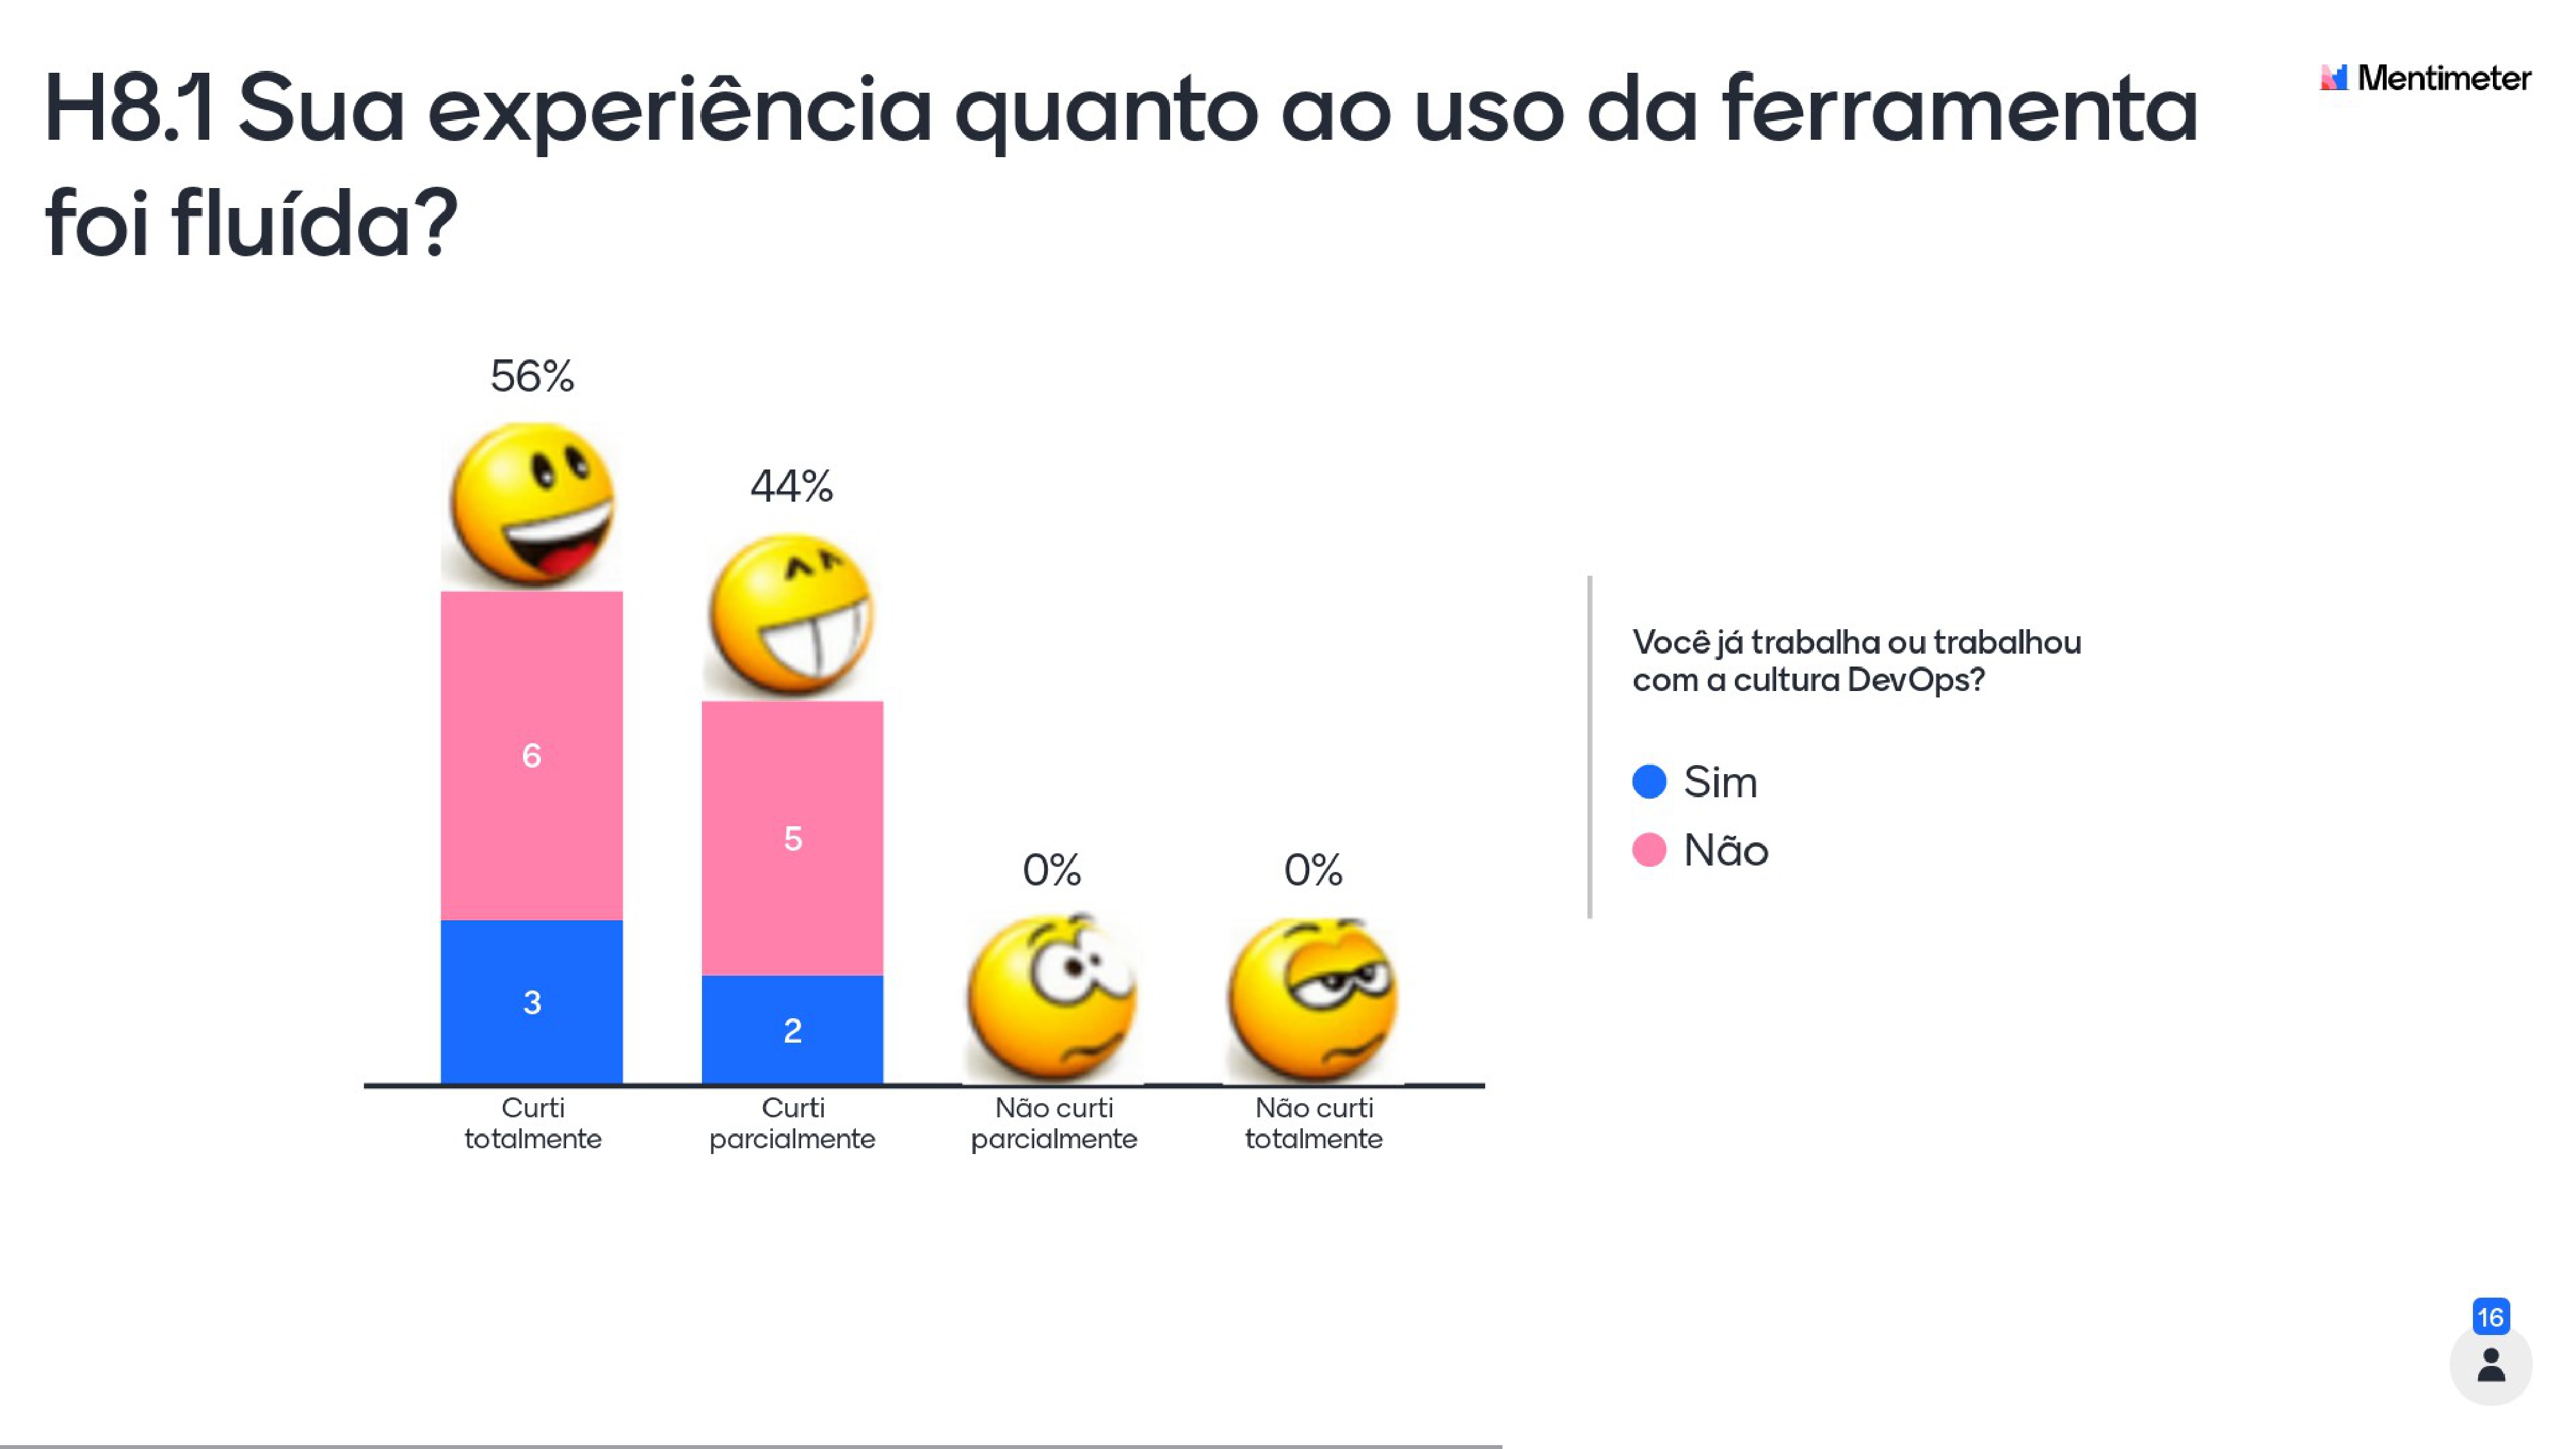 H8.1 Sua experiência quanto ao uso da ferramenta
foi fluída?
Mentimeter
56%
44%
6
5
3
2
0%
0%
Curti
totalmente
Curti
parcialmente
Não curti
parcialmente
Não curti
totalmente
Você já trabalha ou trabalhou
com a cultura DevOps?
Sim
Não
16